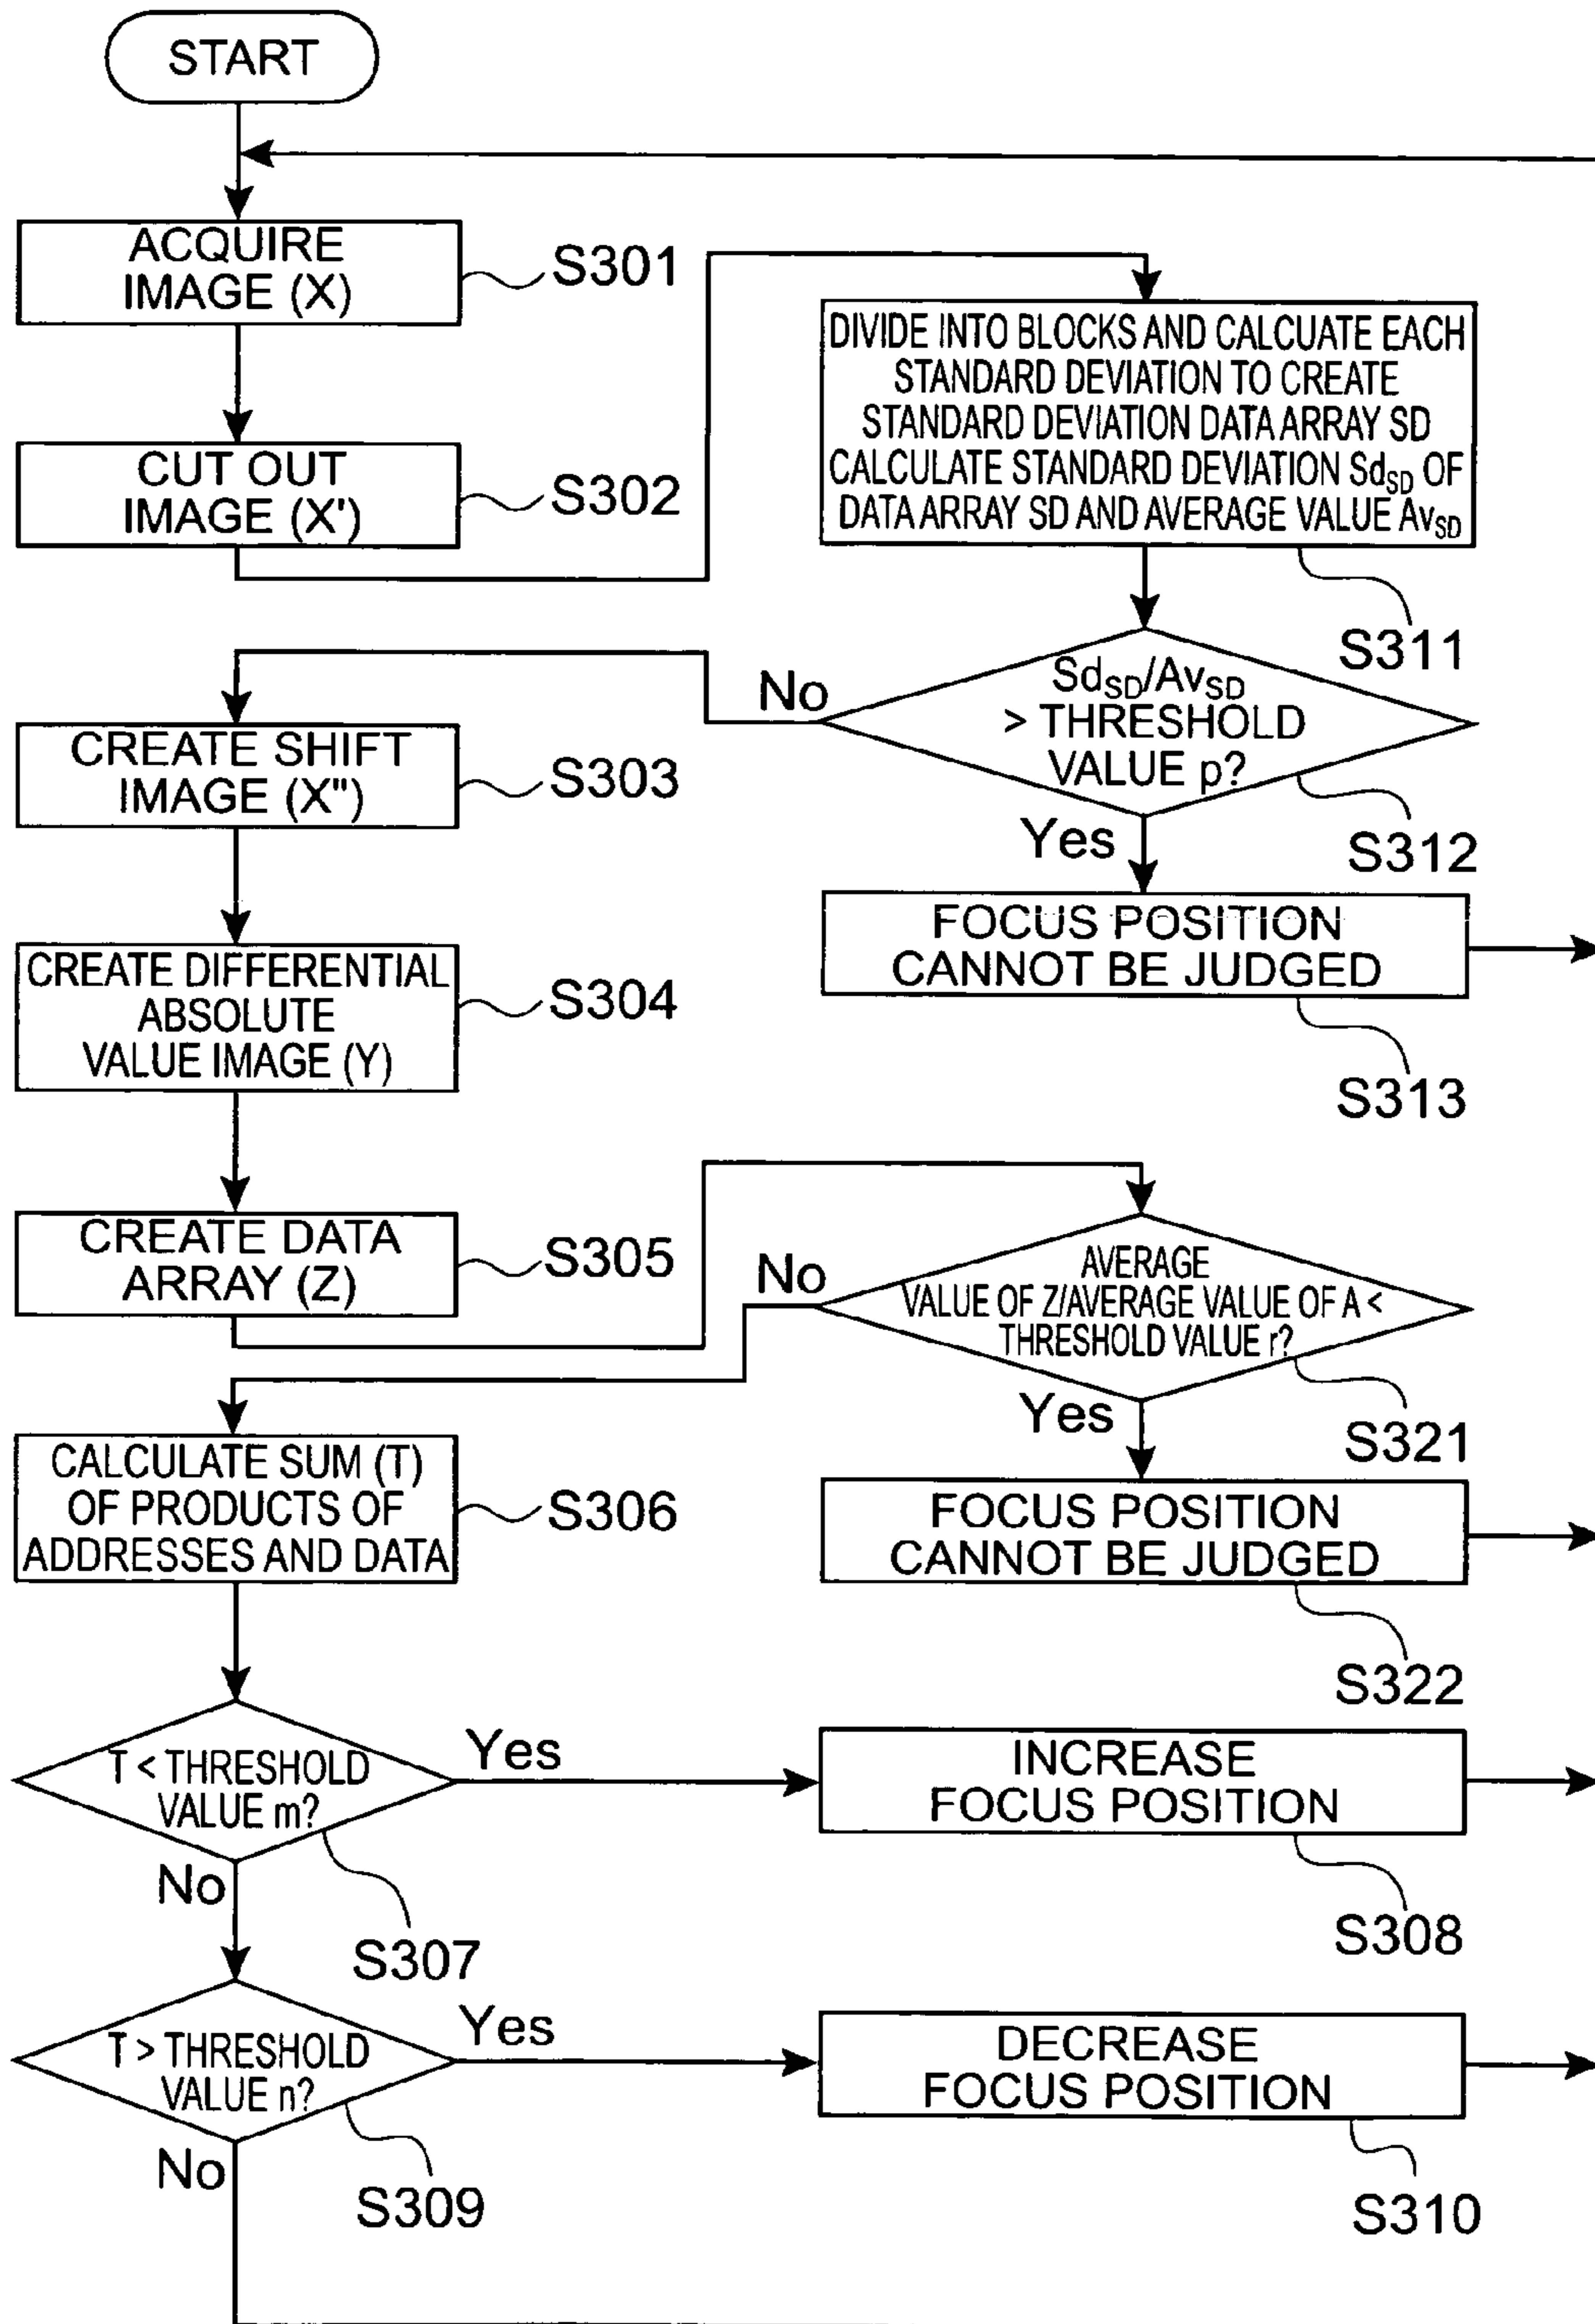 START
ACQUIRE
IMAGE (X)
S301
CUT OUT
IMAGE (X')
S302
DIVIDE INTO BLOCKS AND CALCUATE EACH
STANDARD DEVIATION TO CREATE
STANDARD DEVIATION DATA ARRAY SD
CALCULATE STANDARD DEVIATION SdSD OF
DATA ARRAY SD AND AVERAGE VALUE AvSD
S311
SdSD/AvSD
> THRESHOLD
VALUE p?
No
Yes
S312
CREATE SHIFT
IMAGE (X")
S303
FOCUS POSITION
CANNOT BE JUDGED
S313
CREATE DIFFERENTIAL
ABSOLUTE
VALUE IMAGE (Y)
S304
CREATE DATA
ARRAY (Z)
S305
AVERAGE
VALUE OF Z/AVERAGE VALUE OF A <
THRESHOLD VALUE r?
No
Yes
S321
CALCULATE SUM (T)
OF PRODUCTS OF
ADDRESSES AND DATA
S306
FOCUS POSITION
CANNOT BE JUDGED
S322
T < THRESHOLD
VALUE m?
Yes
No
S307
INCREASE
FOCUS POSITION
S308
T > THRESHOLD
VALUE n?
Yes
No
S309
DECREASE
FOCUS POSITION
S310